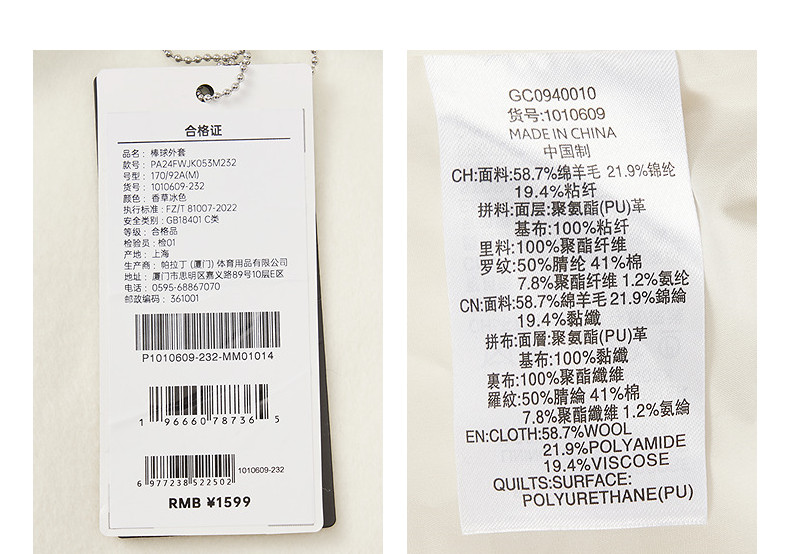 合格证
品名：棒球外套
款号：PA24FWJK053M232
号型：170/92A(M)
货号：1010609-232
颜色：香草冰色
执行标准：FZ/T 81007-2022
安全类别：GB18401 C类
等级：合格品
检验员：检01
产地：上海
生产商：帕拉丁 (厦门) 体育用品有限公司
地址：厦门市思明区嘉义路89号10层E区
电话：0595-68867070
邮政编码：361001
P1010609-232-MM01014
1 96660 78736 5
6 977238 522502
1010609-232
RMB ¥1599
GC0940010
货号:1010609
MADE IN CHINA
中国制
CH:面料:58.7%绵羊毛 21.9%锦纶
19.4%粘纤
拼料:面层:聚氨酯(PU)革
基布:100%粘纤
里料:100%聚酯纤维
罗纹:50%腈纶 41%棉
7.8%聚酯纤维 1.2%氨纶
CN:面料:58.7%綿羊毛 21.9%錦綸
19.4%黏纖
拼布:面層:聚氨酯(PU)革
基布:100%黏纖
裏布:100%聚酯纖維
羅紋:50%腈綸 41%棉
7.8%聚酯纖維 1.2%氨綸
EN:CLOTH:58.7%WOOL
21.9%POLYAMIDE
19.4%VISCOSE
QUILTS:SURFACE:
POLYURETHANE(PU)